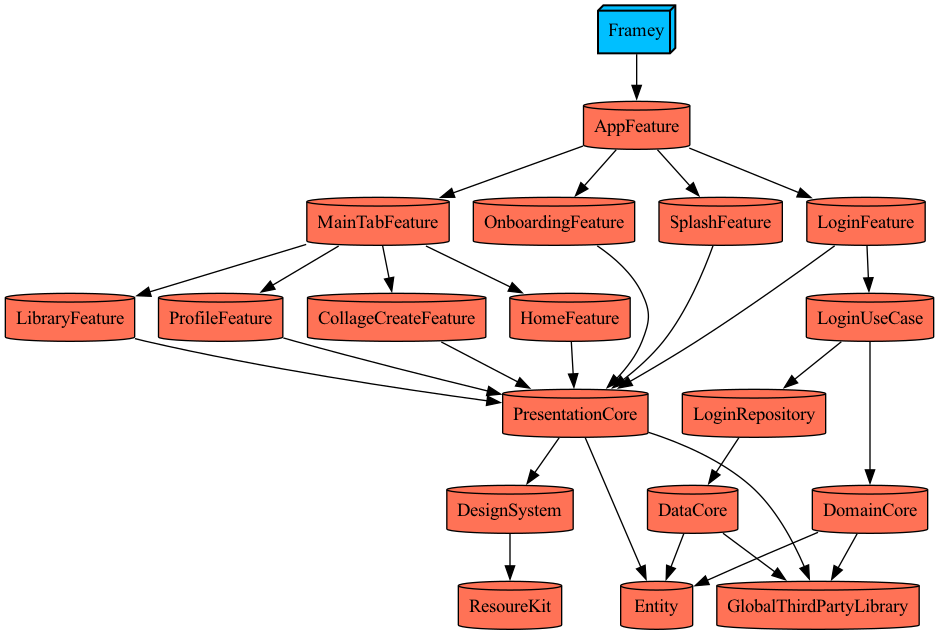 Framey
AppFeature
MainTabFeature
OnboardingFeature
SplashFeature
LoginFeature
LibraryFeature
ProfileFeature
CollageCreateFeature
HomeFeature
LoginUseCase
PresentationCore
LoginRepository
DesignSystem
DataCore
DomainCore
ResoureKit
Entity
GlobalThirdPartyLibrary